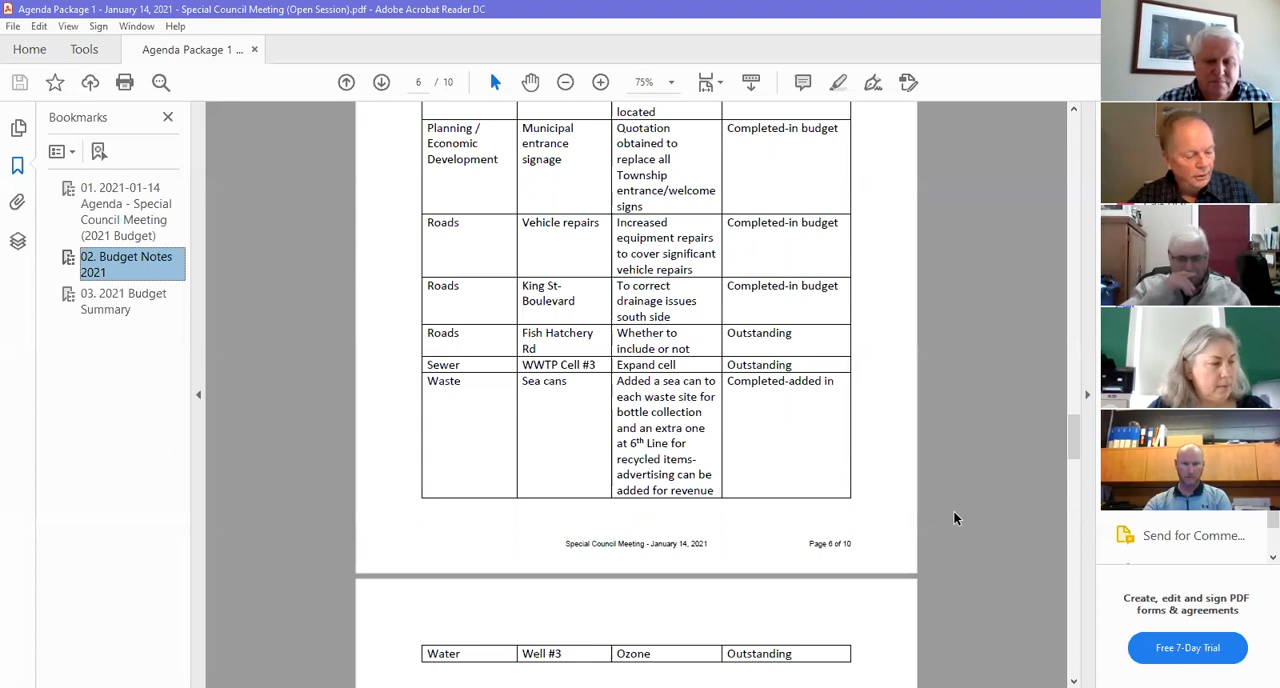 Agenda Package 1 - January 14, 2021 - Special Council Meeting (Open Session).pdf - Adobe Acrobat Reader DC
File Edit View Sign Window Help
Home Tools Agenda Package 1 ... ×
6 / 10 75%
Bookmarks
01. 2021-01-14
Agenda - Special
Council Meeting
(2021 Budget)
02. Budget Notes
2021
03. 2021 Budget
Summary
located
Planning /
Economic
Development
Municipal
entrance
signage
Quotation
obtained to
replace all
Township
entrance/welcome
signs
Completed-in budget
Roads
Vehicle repairs
Increased
equipment repairs
to cover significant
vehicle repairs
Completed-in budget
Roads
King St-
Boulevard
To correct
drainage issues
south side
Completed-in budget
Roads
Fish Hatchery
Rd
Whether to
include or not
Outstanding
Sewer
WWTP Cell #3
Expand cell
Outstanding
Waste
Sea cans
Added a sea can to
each waste site for
bottle collection
and an extra one
at 6th Line for
recycled items-
advertising can be
added for revenue
Completed-added in
Special Council Meeting - January 14, 2021
Page 6 of 10
Water
Well #3
Ozone
Outstanding
Send for Comme...
Create, edit and sign PDF
forms & agreements
Free 7-Day Trial